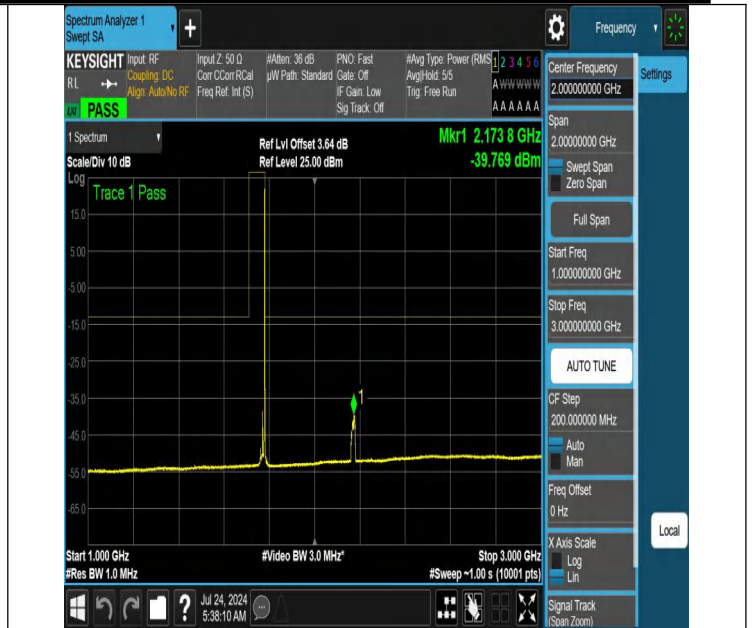 Spectrum Analyzer 1
Swept SA
+
Frequency
KEYSIGHT
RL
PASS
Input: RF
Coupling: DC
Align: Auto/No RF
Input Z: 50 Ω
Corr CCorr RCal
Freq Ref: Int (S)
#Atten: 36 dB
µW Path: Standard
PNO: Fast
Gate: Off
IF Gain: Low
Sig Track: Off
#Avg Type: Power (RMS
Avg|Hold: 5/5
Trig: Free Run
1 2 3 4 5 6
A W W W W W
A A A A A A
1 Spectrum
Scale/Div 10 dB
Log
Ref Lvl Offset 3.64 dB
Ref Level 25.00 dBm
Mkr1 2.173 8 GHz
-39.769 dBm
Trace 1 Pass
15.0
5.00
-5.00
-15.0
-25.0
-35.0
-45.0
-55.0
-65.0
1
Start 1.000 GHz
#Res BW 1.0 MHz
#Video BW 3.0 MHz*
Stop 3.000 GHz
#Sweep ~1.00 s (10001 pts)
Jul 24, 2024
5:38:10 AM
?
Center Frequency
2.000000000 GHz
Settings
Span
2.00000000 GHz
Swept Span
Zero Span
Full Span
Start Freq
1.000000000 GHz
Stop Freq
3.000000000 GHz
AUTO TUNE
CF Step
200.000000 MHz
Auto
Man
Freq Offset
0 Hz
X Axis Scale
Log
Lin
Local
Signal Track
(Span Zoom)